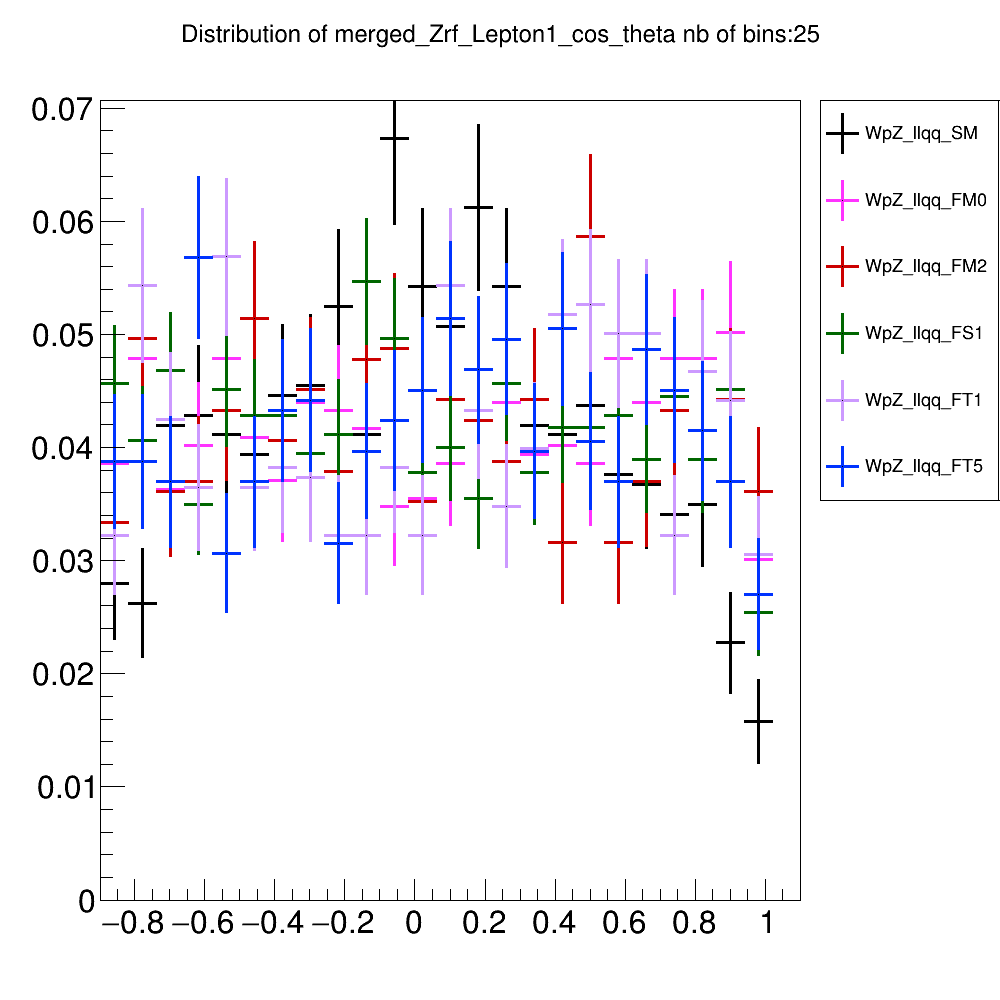 Distribution of merged_Zrf_Lepton1_cos_theta nb of bins:25
0.07
0.06
0.05
0.04
0.03
0.02
0.01
0
−0.8 −0.6 −0.4 −0.2 0 0.2 0.4 0.6 0.8 1
WpZ_llqq_SM
WpZ_llqq_FM0
WpZ_llqq_FM2
WpZ_llqq_FS1
WpZ_llqq_FT1
WpZ_llqq_FT5